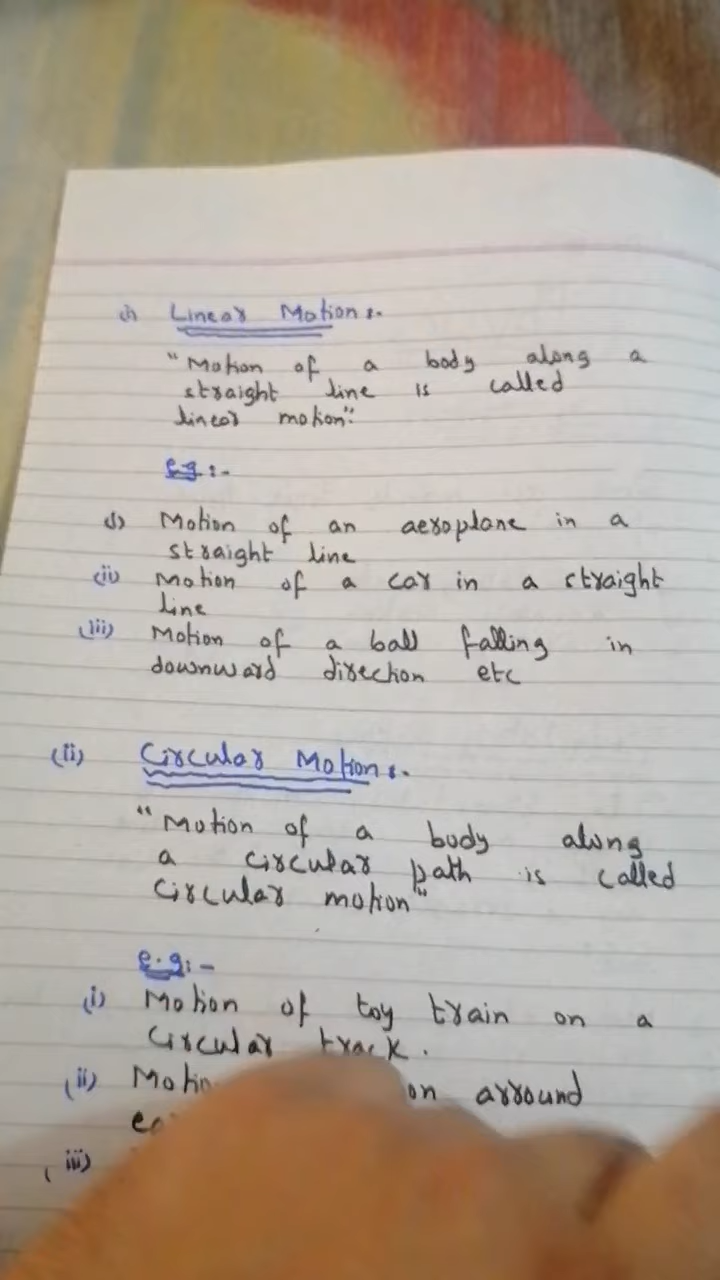 (i) Linear Motion:-
"Motion of a body along a
straight line is called
linear motion".
e.g:-
(i) Motion of an aeroplane in a
straight line
(ii) Motion of a car in a straight
line
(iii) Motion of a ball falling in
downward direction etc
(ii) Circular Motion:-
"Motion of a body along
a circular path is called
circular motion"
e.g:-
(i) Motion of toy train on a
circular track.
(ii) on arround
(iii)